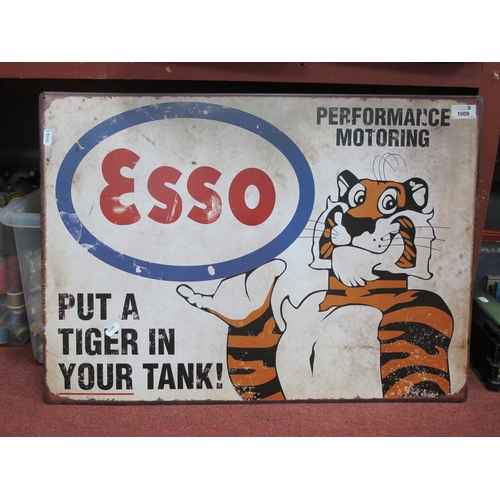 PERFORMANCE
MOTORING
Esso
PUT A
TIGER IN
YOUR TANK!
1009